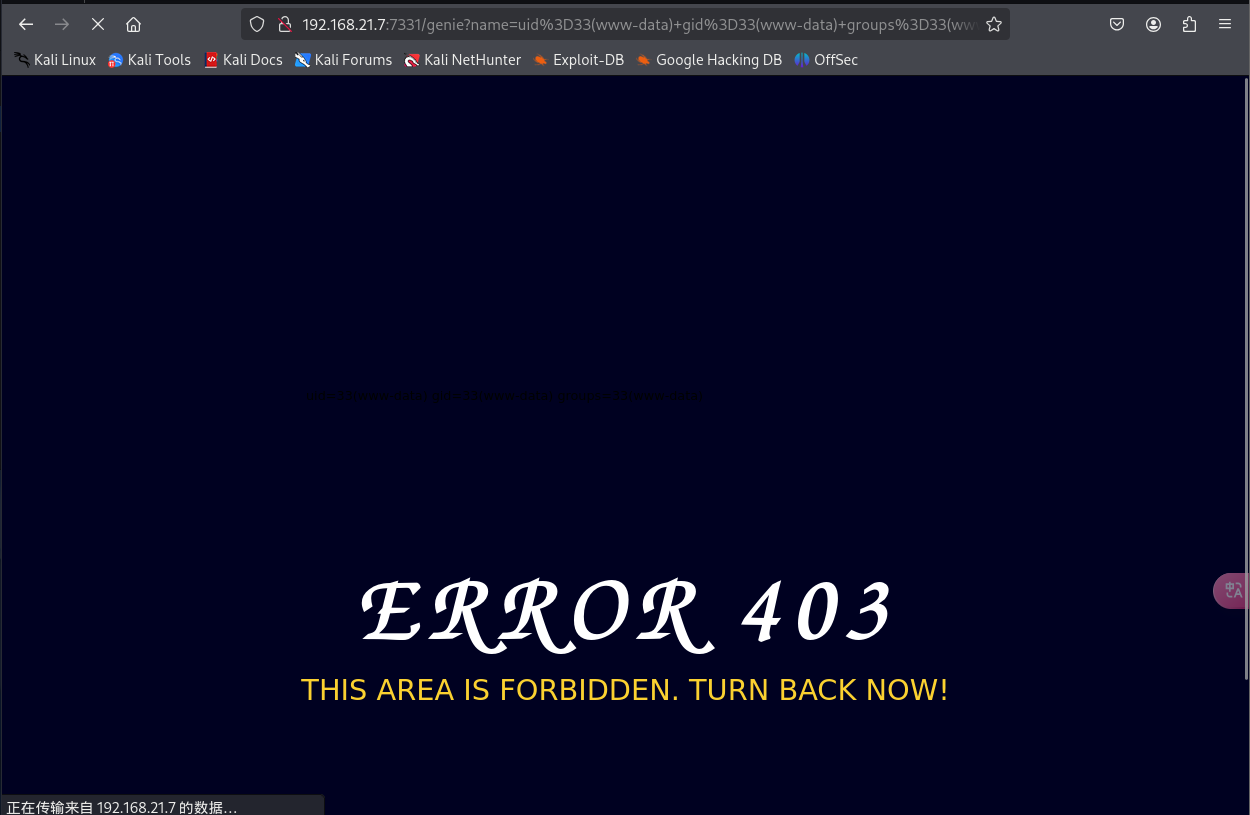 192.168.21.7:7331/genie?name=uid%3D33(www-data)+gid%3D33(www-data)+groups%3D33(ww
Kali Linux Kali Tools Kali Docs Kali Forums Kali NetHunter Exploit-DB Google Hacking DB OffSec
ERROR 403
THIS AREA IS FORBIDDEN. TURN BACK NOW!
正在传输来自 192.168.21.7 的数据…